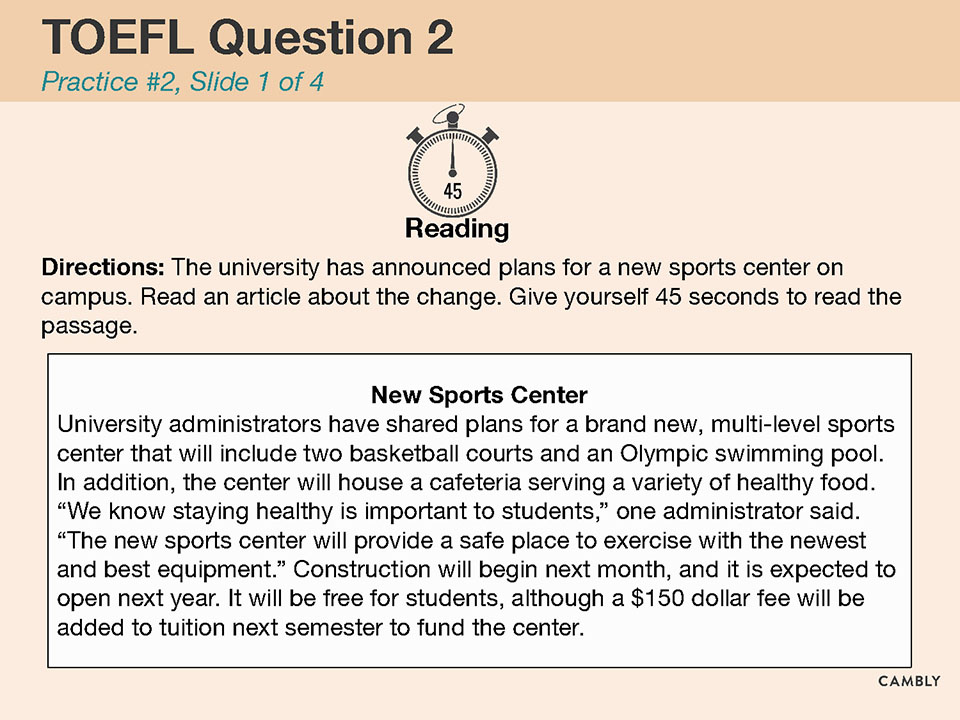 TOEFL Question 2
Practice #2, Slide 1 of 4
45
Reading
Directions: The university has announced plans for a new sports center on
campus. Read an article about the change. Give yourself 45 seconds to read the
passage.
New Sports Center
University administrators have shared plans for a brand new, multi-level sports
center that will include two basketball courts and an Olympic swimming pool.
In addition, the center will house a cafeteria serving a variety of healthy food.
“We know staying healthy is important to students,” one administrator said.
“The new sports center will provide a safe place to exercise with the newest
and best equipment.” Construction will begin next month, and it is expected to
open next year. It will be free for students, although a $150 dollar fee will be
added to tuition next semester to fund the center.
CAMBLY